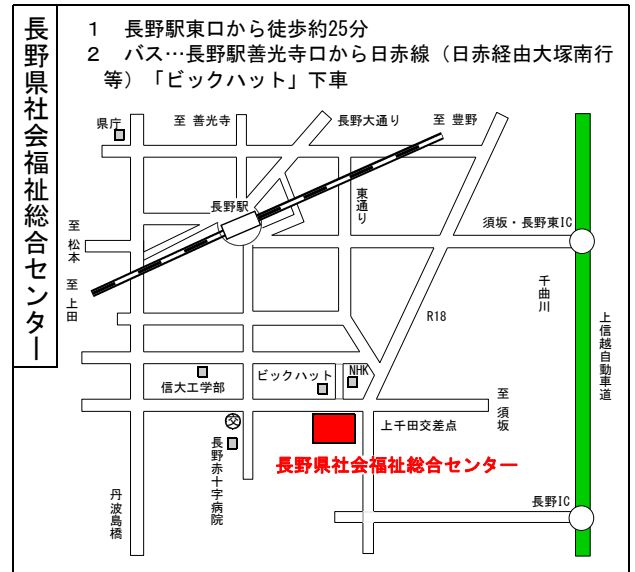 長野県社会福祉総合センター
1 長野駅東口から徒歩約25分
2 バス…長野駅善光寺口から日赤線（日赤経由大塚南行
等）「ビックハット」下車
県庁
至 善光寺
長野大通り
至 豊野
東通り
長野駅
至 松本
至 上田
須坂・長野東IC
千曲川
上信越自動車道
R18
信大工学部
ビックハット
NHK
至 須坂
上千田交差点
交
長野赤十字病院
長野県社会福祉総合センター
丹波島橋
長野IC